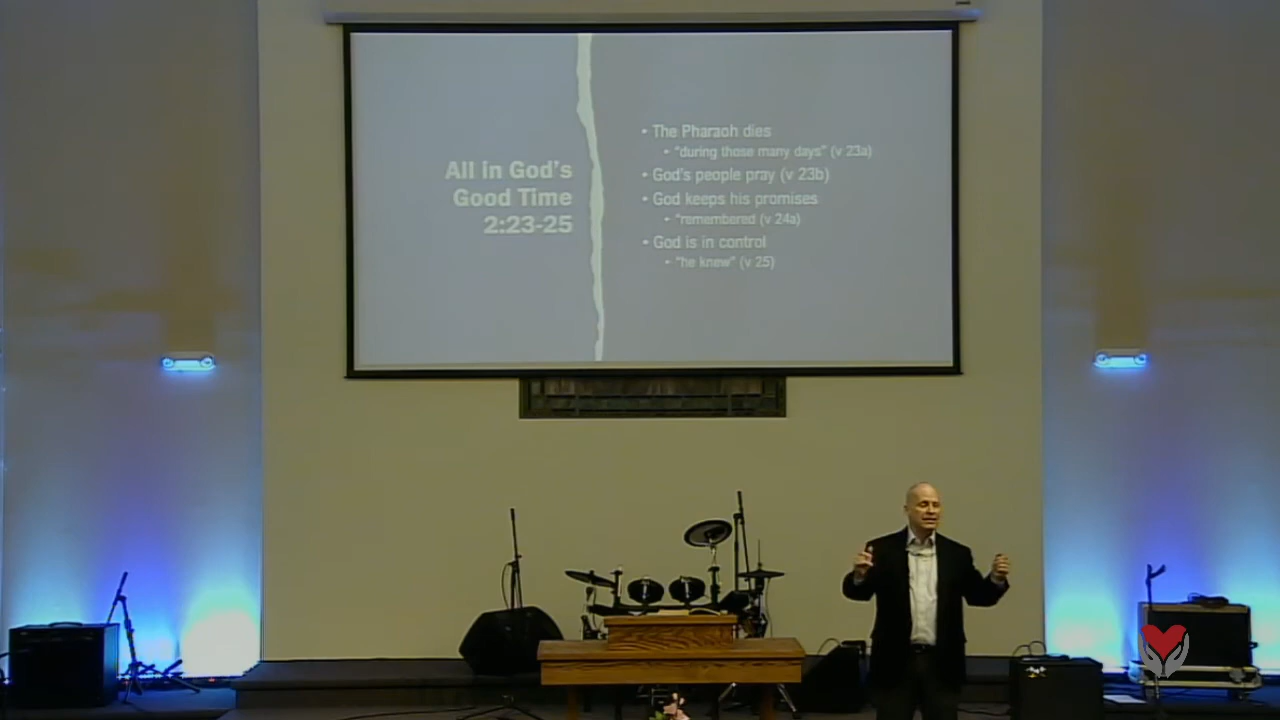 All in God's
Good Time
2:23-25
• The Pharaoh dies
• "during those many days" (v 23a)
• God's people pray (v 23b)
• God keeps his promises
• "remembered (v 24a)
• God is in control
• "he knew" (v 25)